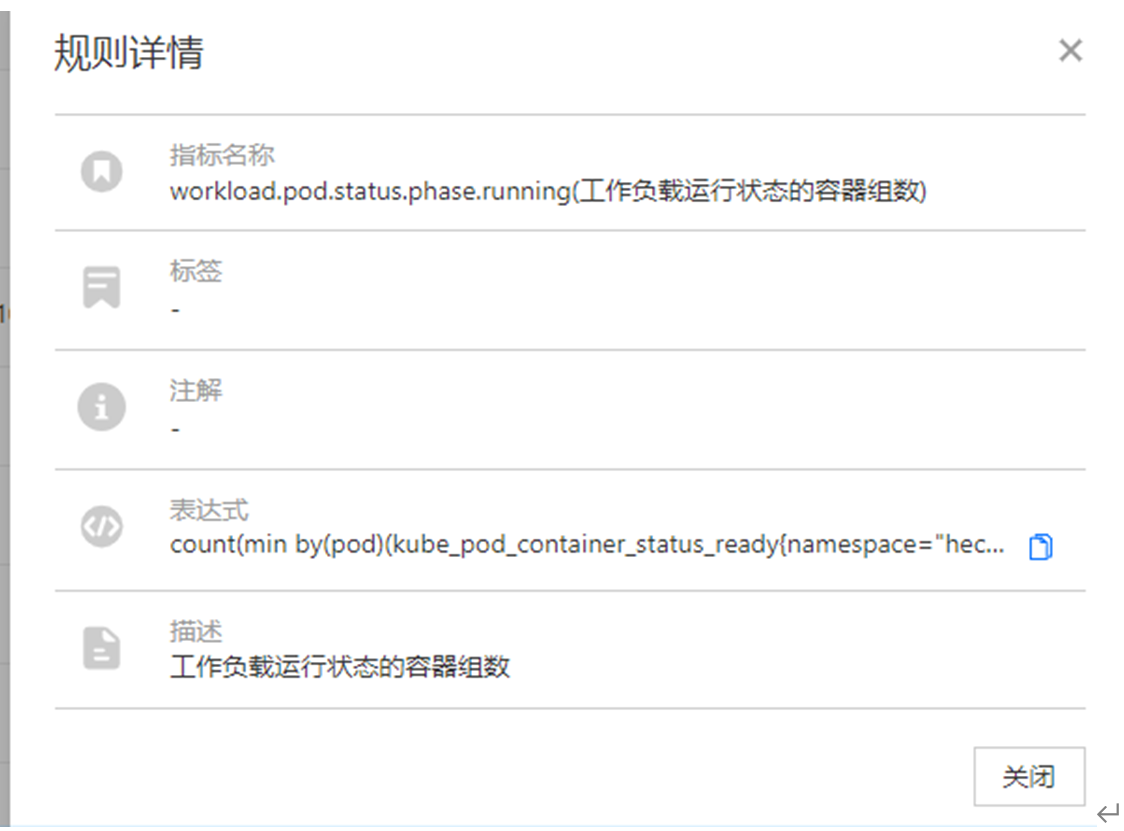 规则详情
指标名称
workload.pod.status.phase.running(工作负载运行状态的容器组数)
标签
-
注解
-
表达式
count(min by(pod)(kube_pod_container_status_ready{namespace="hec...
描述
工作负载运行状态的容器组数
关闭